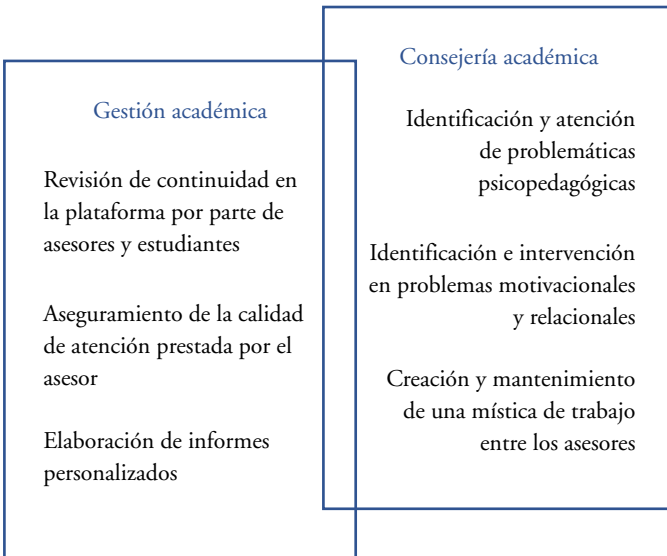 Gestión académica
Revisión de continuidad en
la plataforma por parte de
asesores y estudiantes
Aseguramiento de la calidad
de atención prestada por el
asesor
Elaboración de informes
personalizados
Consejería académica
Identificación y atención
de problemáticas
psicopedagógicas
Identificación e intervención
en problemas motivacionales
y relacionales
Creación y mantenimiento
de una mística de trabajo
entre los asesores